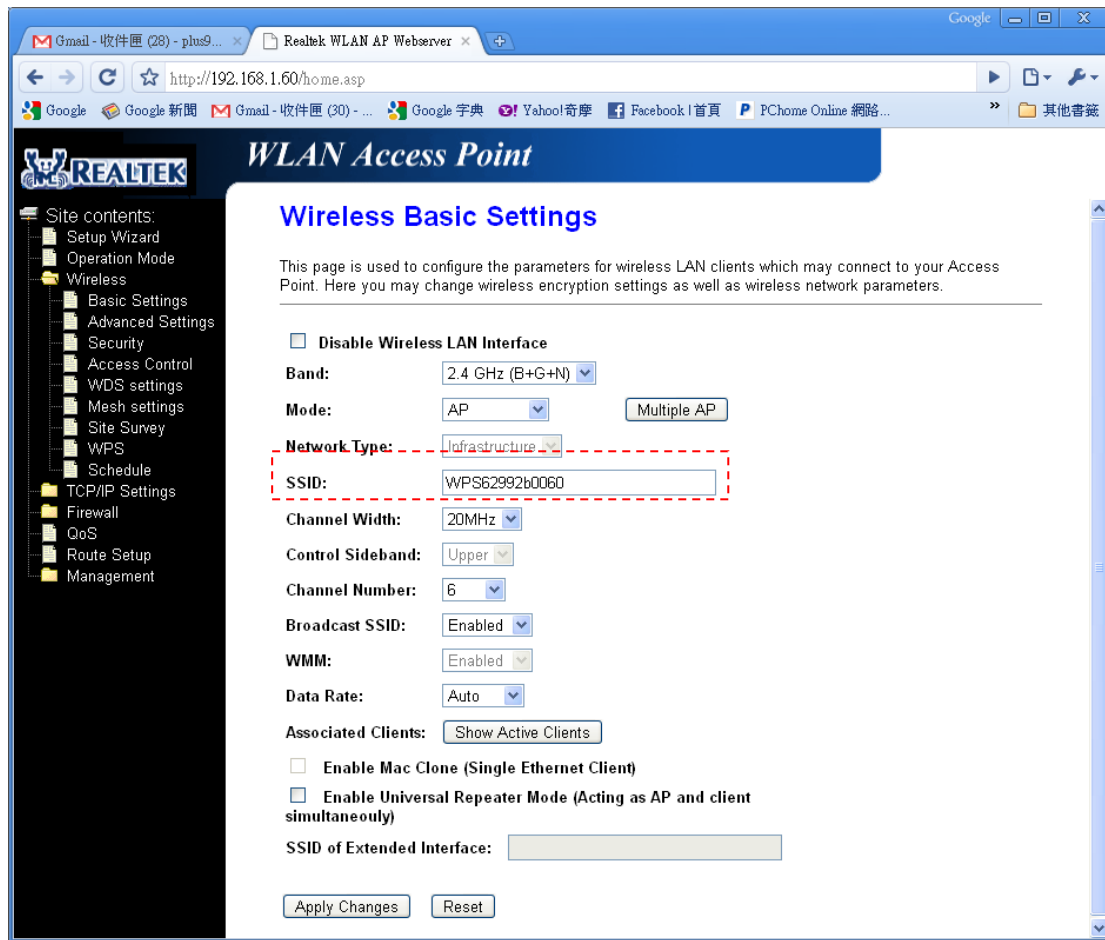 Google
Gmail - 收件匣 (28) - plus9...
Realtek WLAN AP Webserver
http://192.168.1.60/home.asp
Google
Google 新聞
Gmail - 收件匣 (30) - ...
Google 字典
Yahoo!奇摩
Facebook | 首頁
PChome Online 網路...
»
其他書籤
REALTEK
WLAN Access Point
Site contents:
Setup Wizard
Operation Mode
Wireless
Basic Settings
Advanced Settings
Security
Access Control
WDS settings
Mesh settings
Site Survey
WPS
Schedule
TCP/IP Settings
Firewall
QoS
Route Setup
Management
Wireless Basic Settings
This page is used to configure the parameters for wireless LAN clients which may connect to your Access
Point. Here you may change wireless encryption settings as well as wireless network parameters.
Disable Wireless LAN Interface
Band: 2.4 GHz (B+G+N)
Mode: AP Multiple AP
Network Type: Infrastructure
SSID: WPS62992b0060
Channel Width: 20MHz
Control Sideband: Upper
Channel Number: 6
Broadcast SSID: Enabled
WMM: Enabled
Data Rate: Auto
Associated Clients: Show Active Clients
Enable Mac Clone (Single Ethernet Client)
Enable Universal Repeater Mode (Acting as AP and client
simultaneouly)
SSID of Extended Interface:
Apply Changes Reset